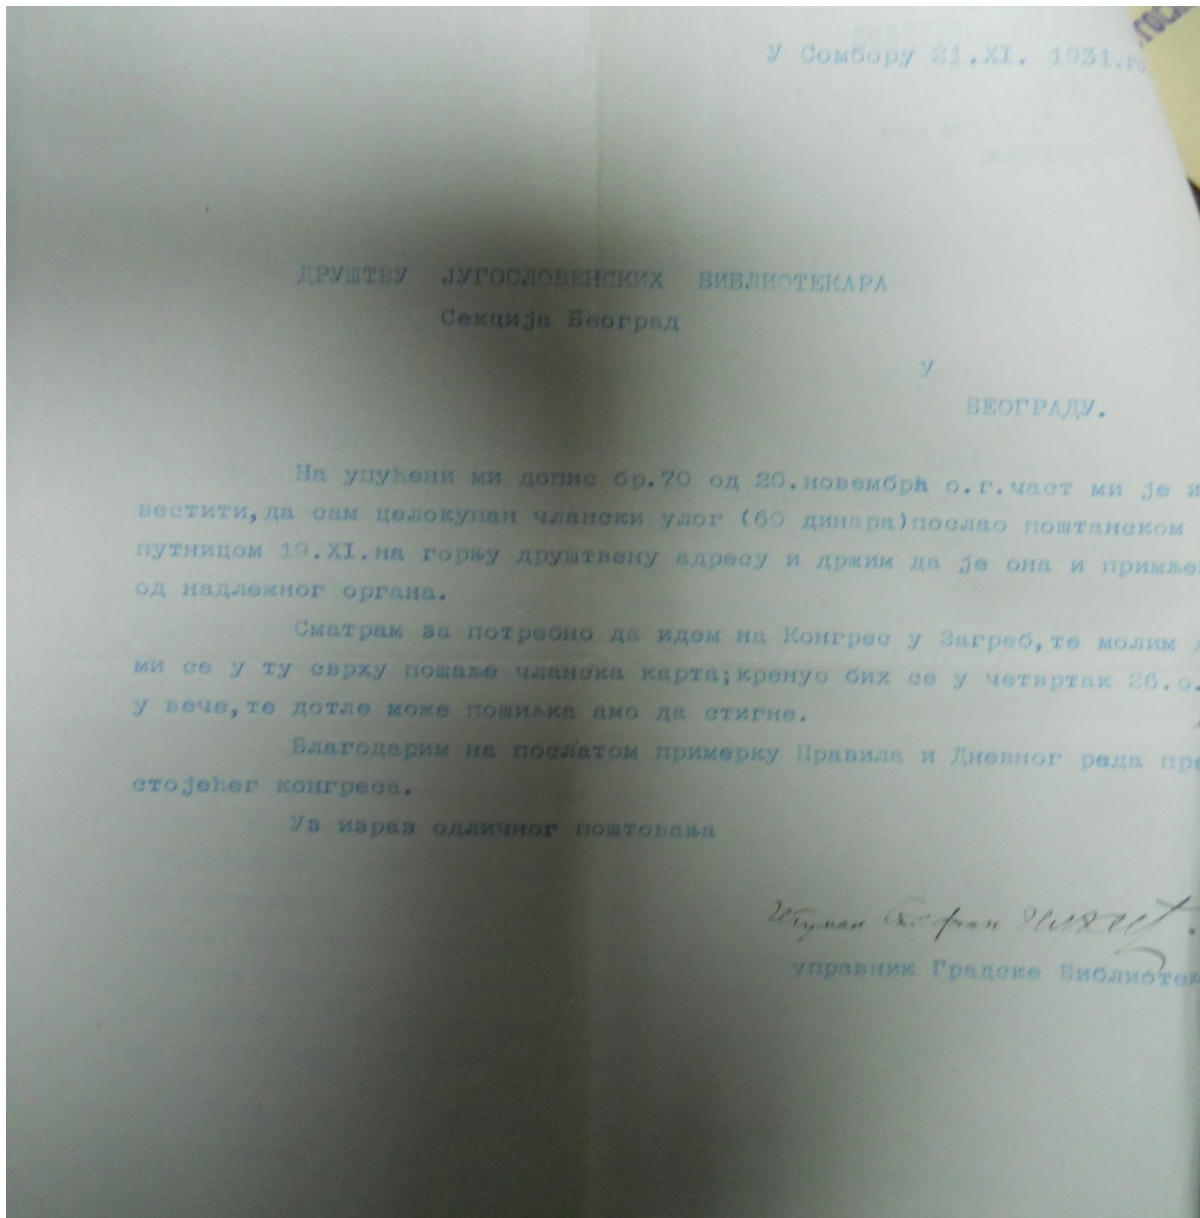 У Сомбору 21.XI. 1931.го
ДРУШТВУ ЈУГОСЛОВЕНСКИХ БИБЛИОТЕКАРА
Секција Београд
У
БЕОГРАДУ.
На упућени ми допис бр.70 од 20.новембра о.г.част ми је и
вестити,да сам целокупан члански улог (60 динара)послао поштанском
путницом 19.XI.на горњу друштвену адресу и држим да је она и примље
од надлежног органа.
Сматрам за потребно да идем на Конгрес у Загреб,те молим д
ми се у ту сврху пошаље чланска карта;кренуо бих се у четвртак 26.о.
у вече,те дотле може пошиљка амо да стигне.
Благодарим на послатом примерку Правила и Дневног реда пре
стојећег конгреса.
Уз израз одличног поштовања
управник Градске Библиотек